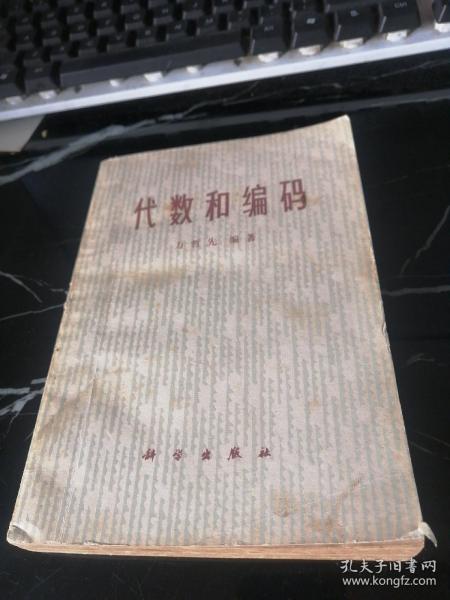 代数和编码
万哲先 编著
科学出版社
孔夫子旧书网
www.kongfz.com